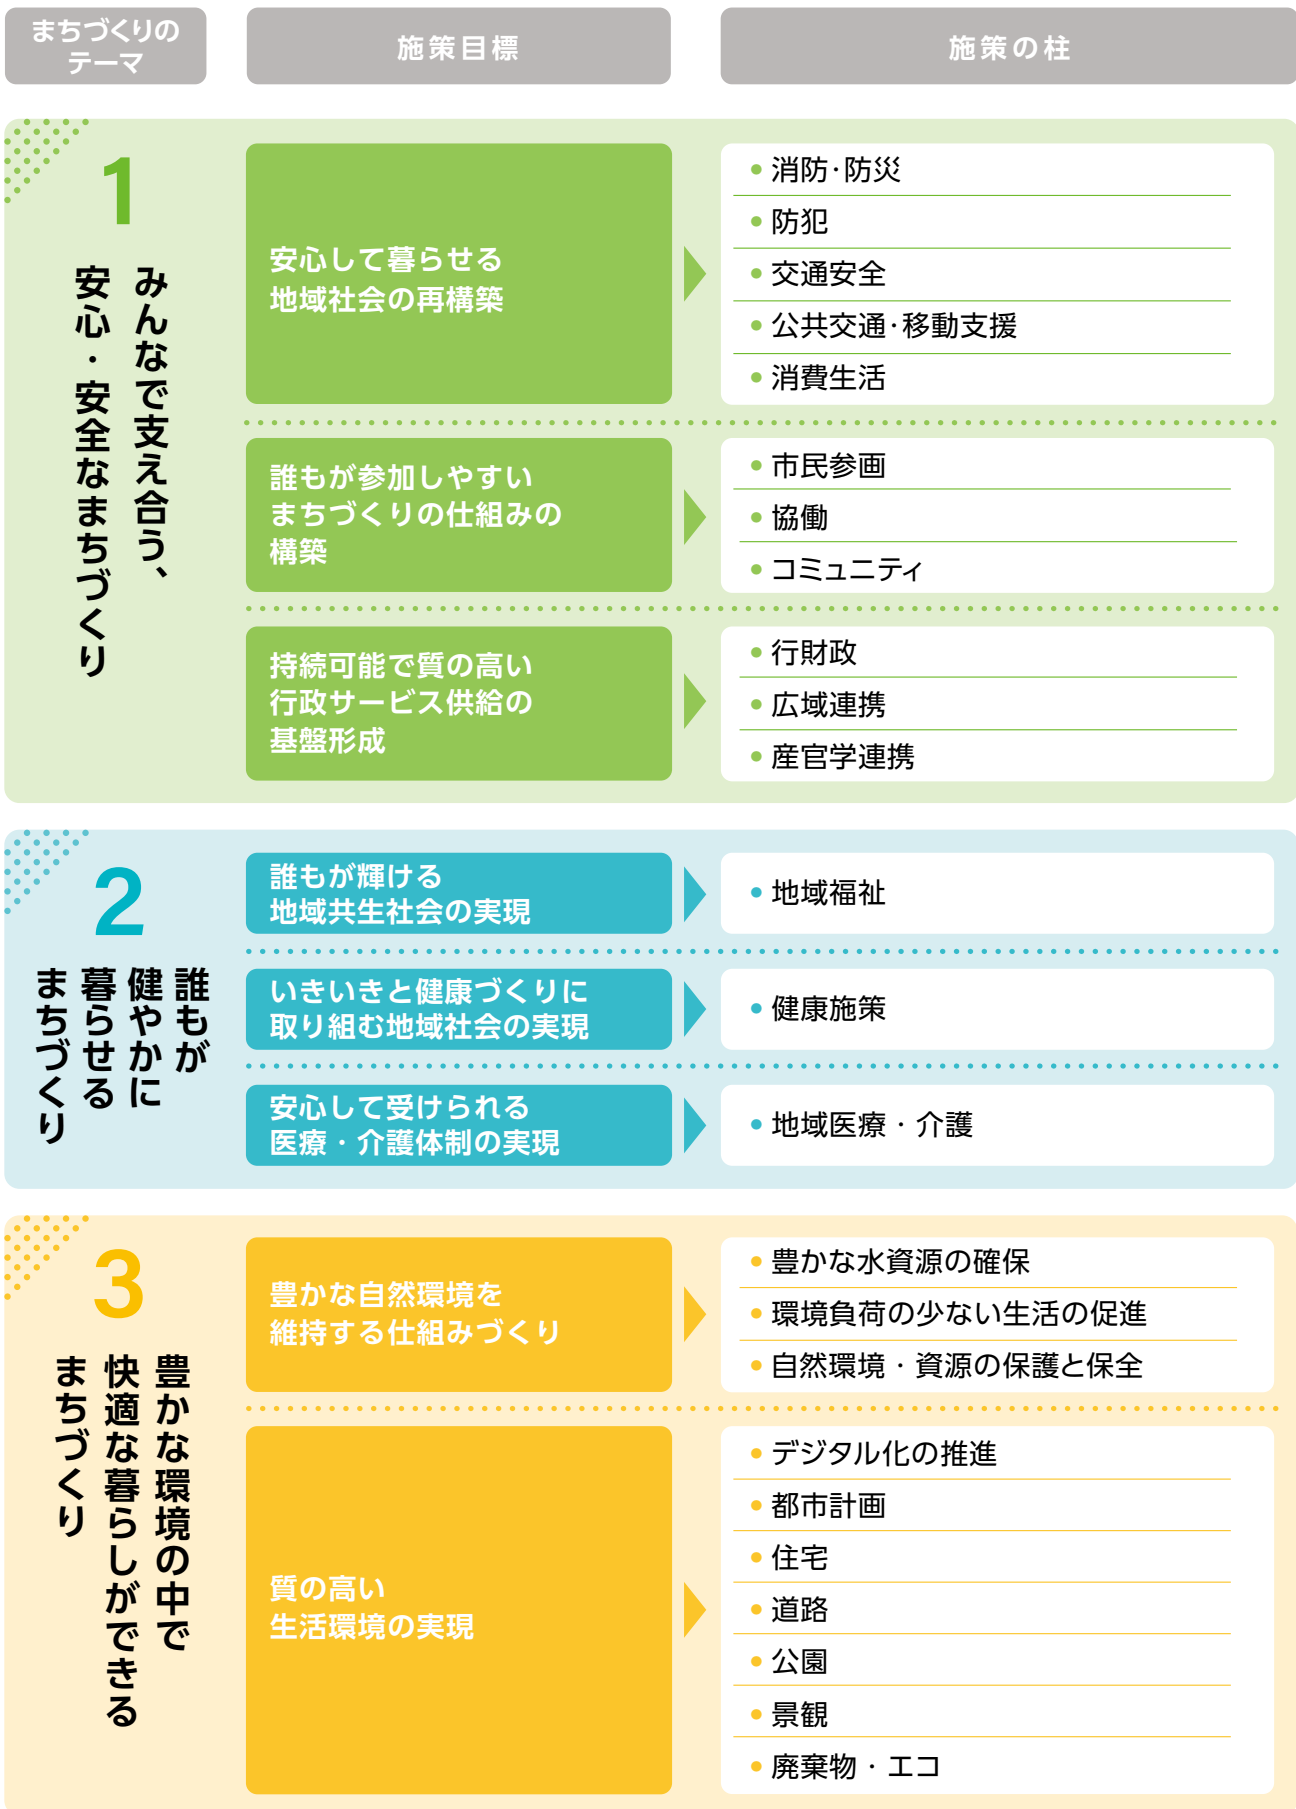 まちづくりの
テーマ
施策目標
施策の柱
1
みんなで支え合う、
安心・安全なまちづくり
安心して暮らせる
地域社会の再構築
消防・防災
防犯
交通安全
公共交通・移動支援
消費生活
誰もが参加しやすい
まちづくりの仕組みの
構築
市民参画
協働
コミュニティ
持続可能で質の高い
行政サービス供給の
基盤形成
行財政
広域連携
産官学連携
2
誰もが
健やかに
暮らせる
まちづくり
誰もが輝ける
地域共生社会の実現
地域福祉
いきいきと健康づくりに
取り組む地域社会の実現
健康施策
安心して受けられる
医療・介護体制の実現
地域医療・介護
3
豊かな環境の中で
快適な暮らしができる
まちづくり
豊かな自然環境を
維持する仕組みづくり
豊かな水資源の確保
環境負荷の少ない生活の促進
自然環境・資源の保護と保全
質の高い
生活環境の実現
デジタル化の推進
都市計画
住宅
道路
公園
景観
廃棄物・エコ